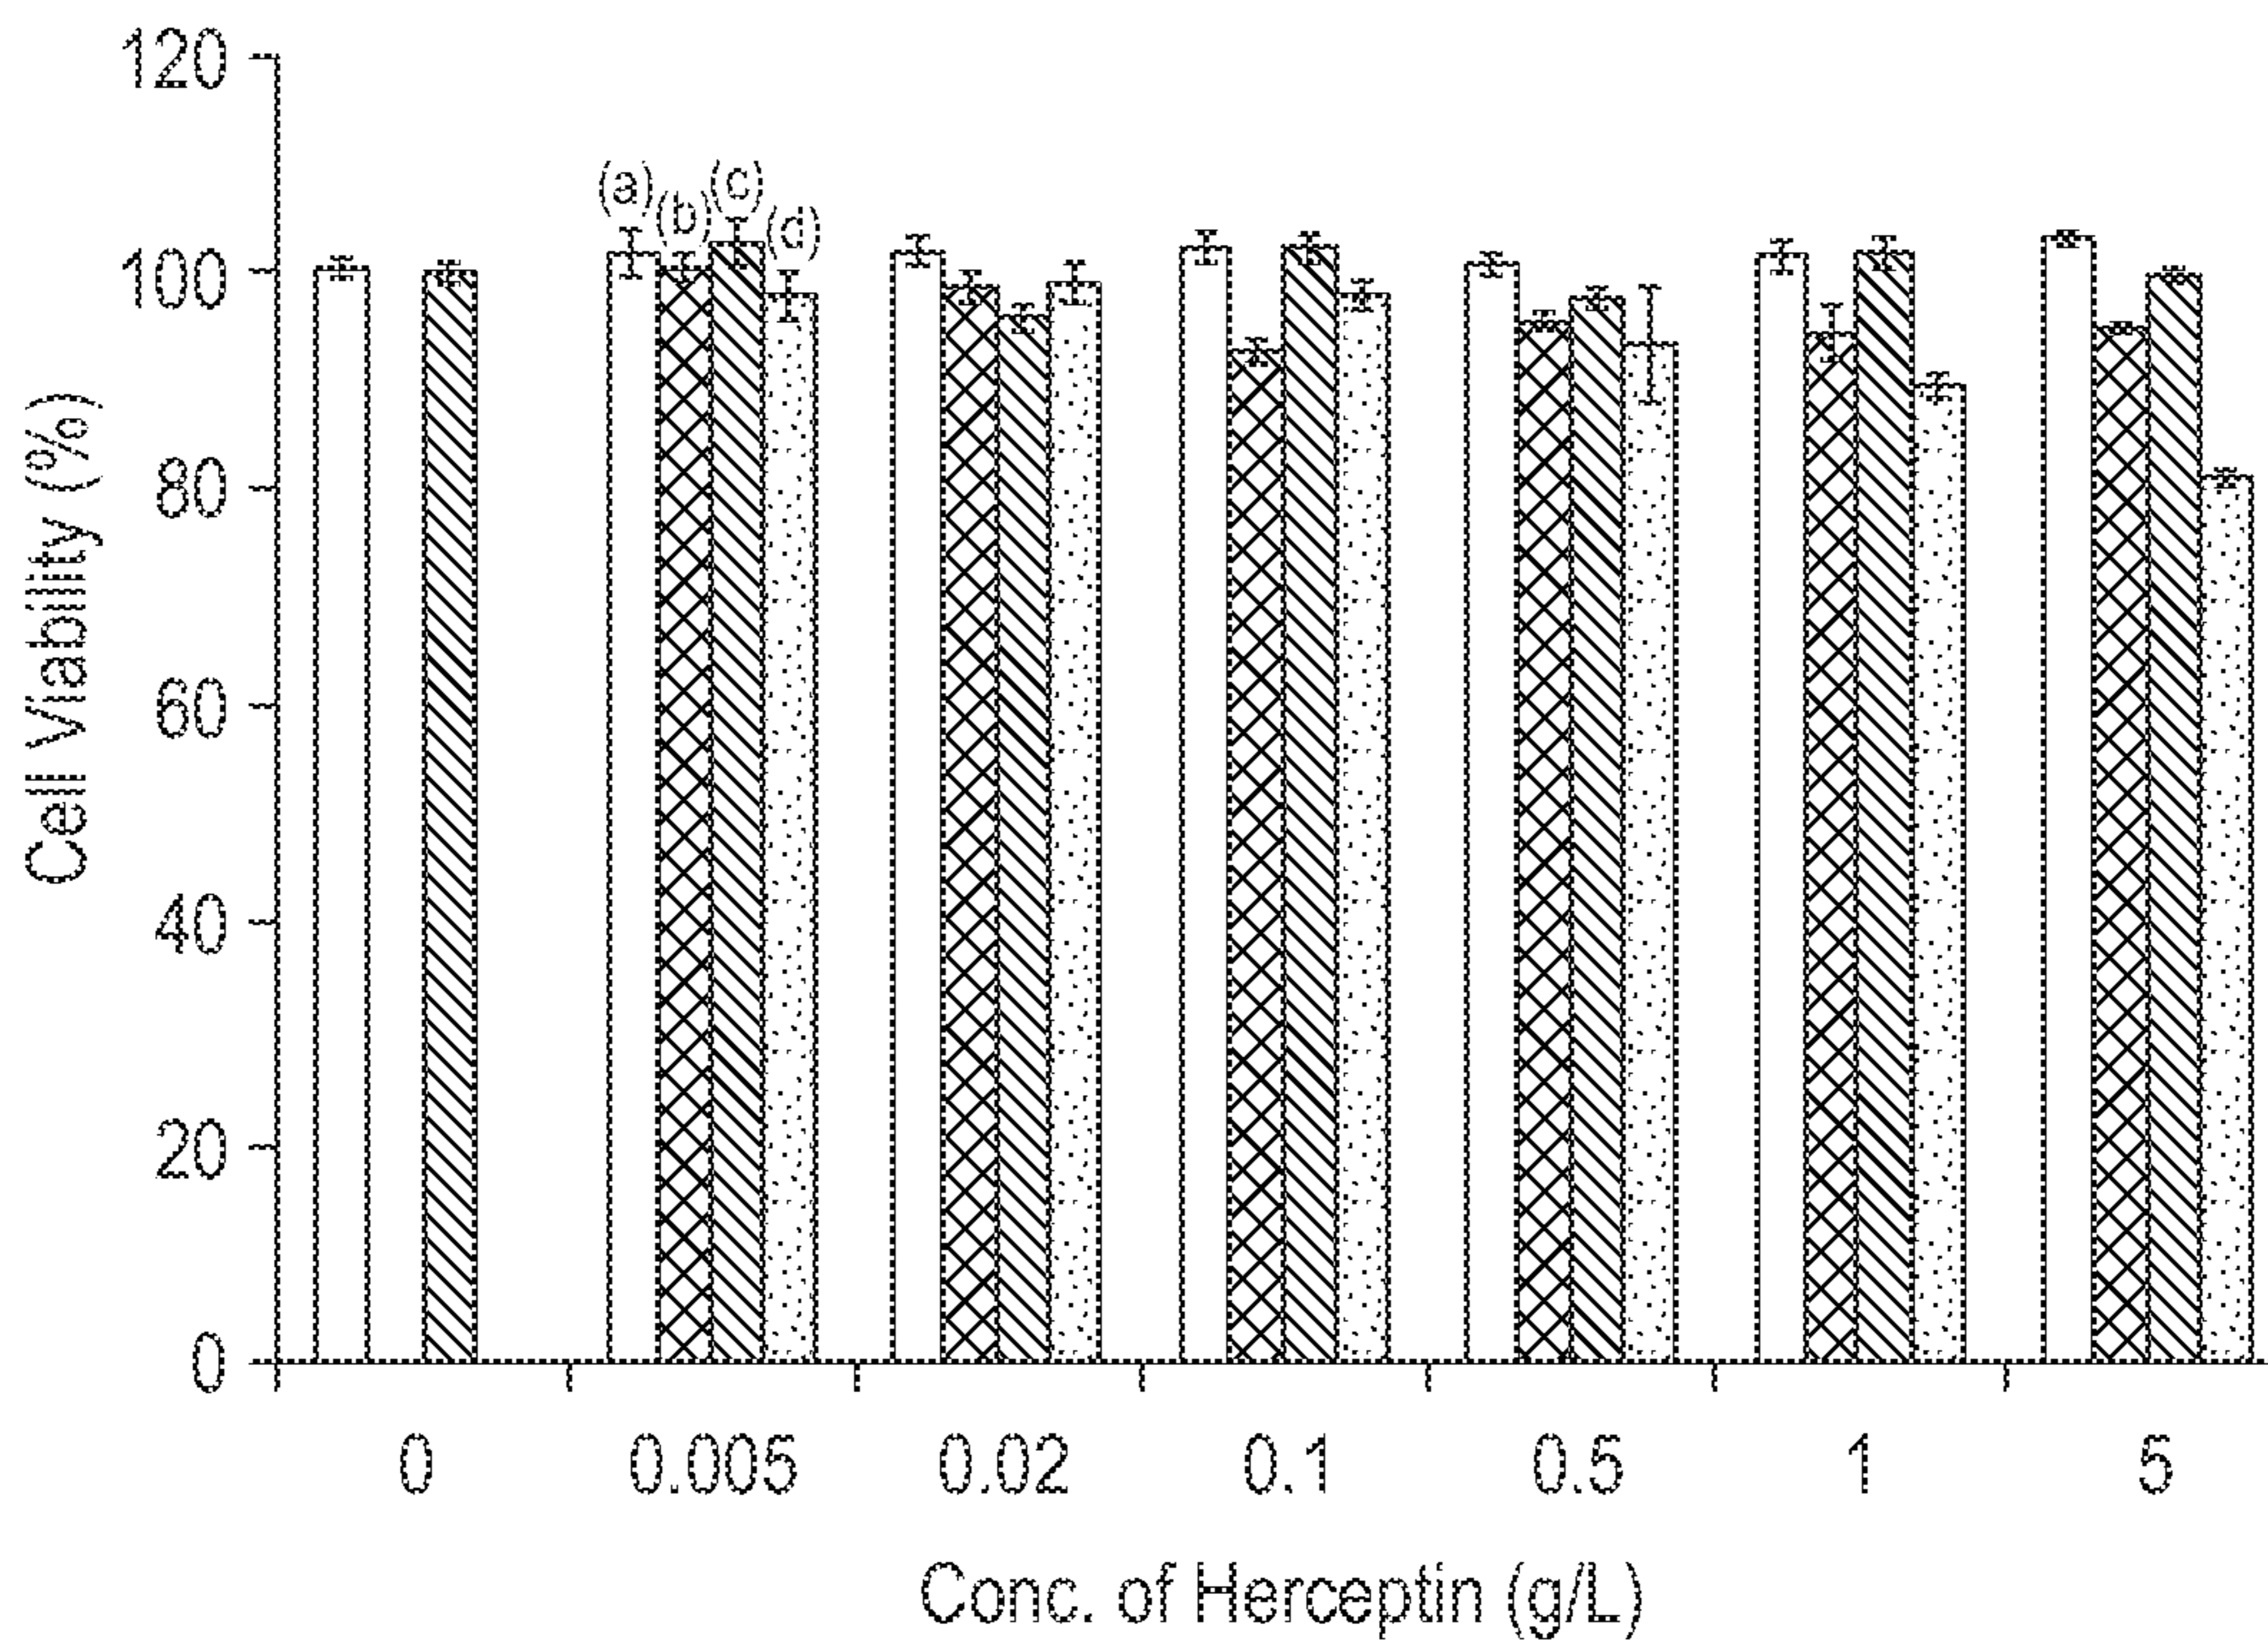 120
100
80
60
40
20
0
Cell Viability (%)
(a)
(b)
(c)
(d)
0 0.005 0.02 0.1 0.5 1 5
Conc. of Herceptin (g/L)